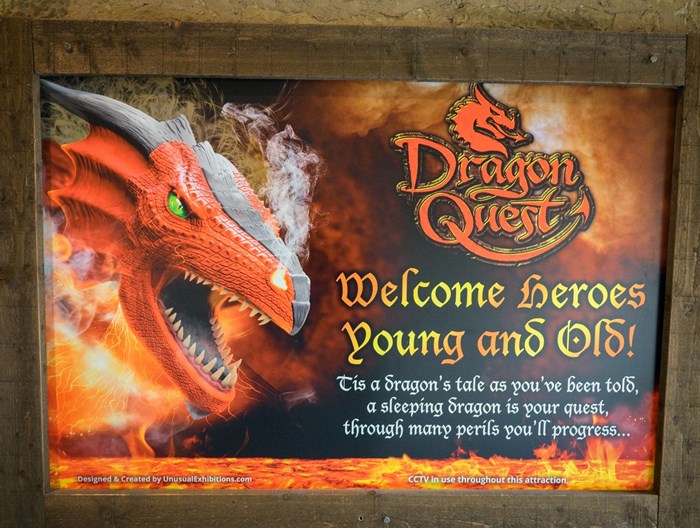 Dragon
Quest
Welcome Heroes
Young and Old!
Tis a dragon's tale as you've been told,
a sleeping dragon is your quest,
through many perils you'll progress...
Designed & Created by UnusualExhibitions.com
CCTV in use throughout this attraction